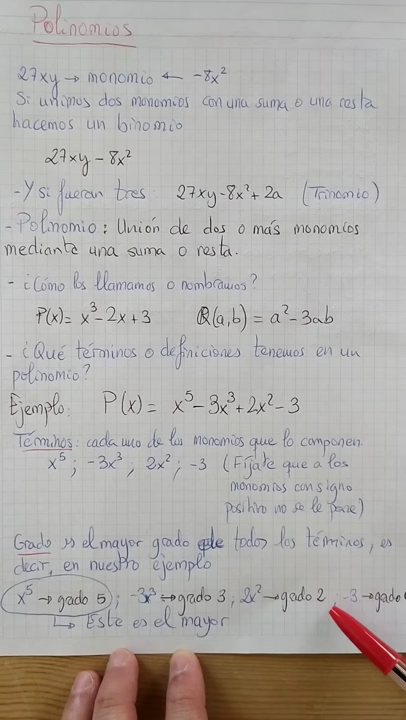 Polinomios
27xy → monomio ← -8x²
Si unimos dos monomios con una suma o una resta
hacemos un binomio
27xy - 8x²
- Y si fueran tres: 27xy - 8x² + 2a (Trinomio)
- Polinomio: Unión de dos o más monomios
mediante una suma o resta.
- ¿Cómo los llamamos o nombramos?
P(x) = x³ - 2x + 3 Q(a,b) = a² - 3ab
- ¿Qué términos o definiciones tenemos en un
polinomio?
Ejemplo: P(x) = x⁵ - 3x³ + 2x² - 3
Términos: cada uno de los monomios que lo componen.
x⁵ ; -3x³ , 2x² ; -3 (Fíjate que a los
monomios con signo
positivo no se le pone)
Grado → es el mayor grado de todos los términos, es
decir, en nuestro ejemplo
x⁵ → grado 5 ; -3x³ → grado 3 ; 2x² → grado 2 ; -3 → grado
↳ Este es el mayor